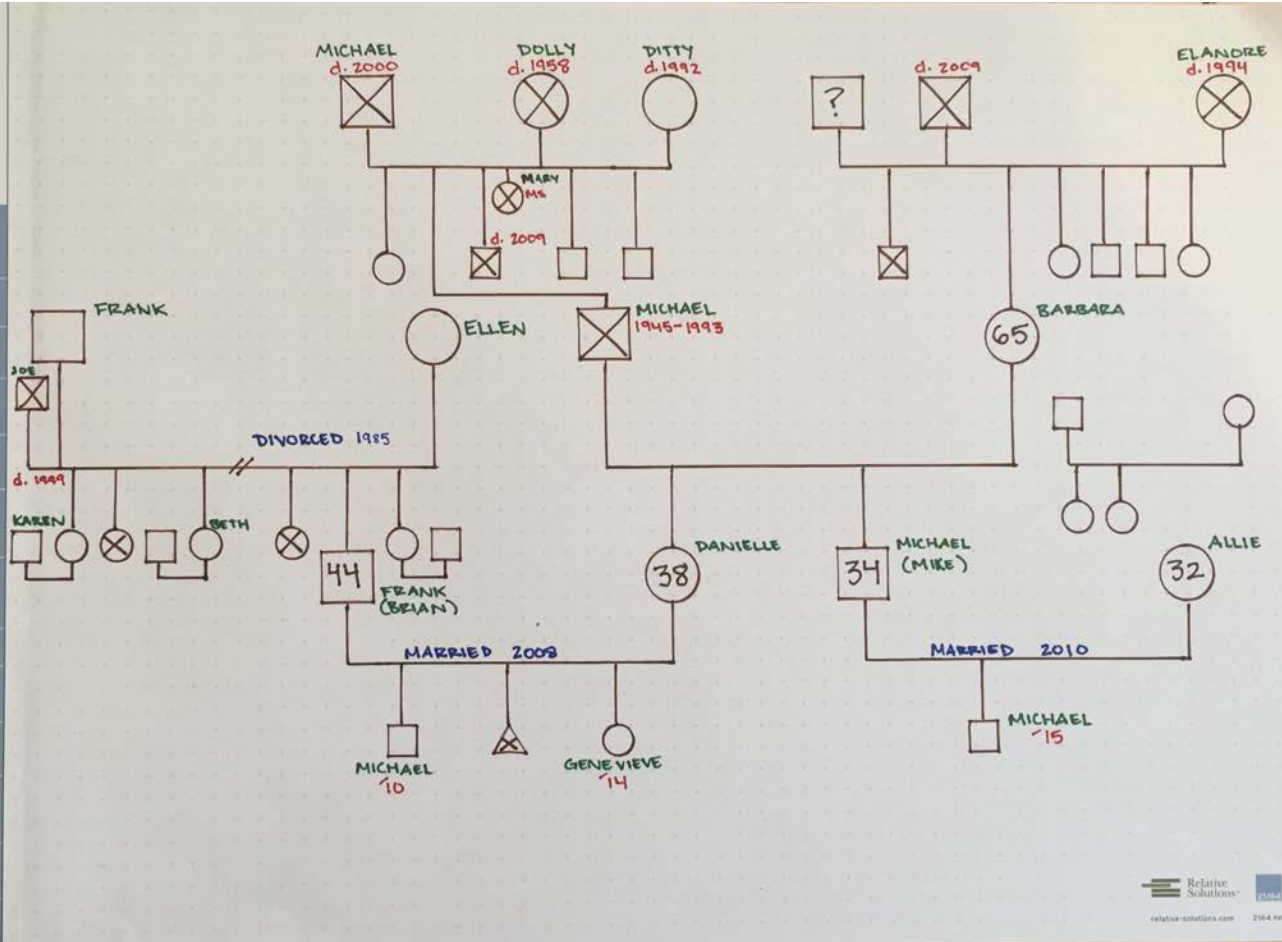 MICHAEL
d. 2000
DOLLY
d. 1958
DITTY
d. 1992
?
d. 2009
ELANORE
d. 1994
MARY
MS
d. 2009
FRANK
ELLEN
MICHAEL
1945-1993
65
BARBARA
JOE
DIVORCED 1985
d. 1999
KAREN
BETH
44
FRANK
(BRIAN)
38
DANIELLE
34
MICHAEL
(MIKE)
32
ALLIE
MARRIED 2008
MARRIED 2010
MICHAEL
'10
GENEVIEVE
'14
MICHAEL
'15
Relative
Solutions
relative-solutions.com
2164.ne